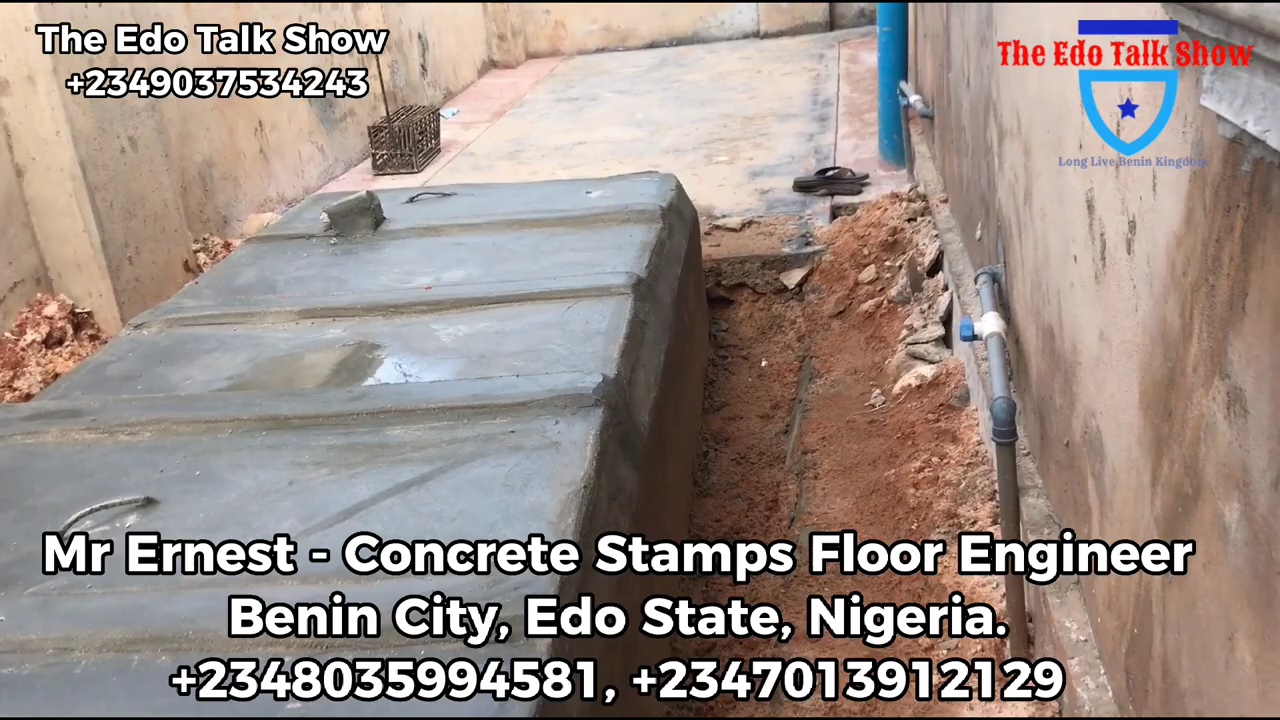 The Edo Talk Show
+2349037534243
The Edo Talk Show
Long Live Benin Kingdom
Mr Ernest - Concrete Stamps Floor Engineer
Benin City, Edo State, Nigeria.
+2348035994581, +2347013912129